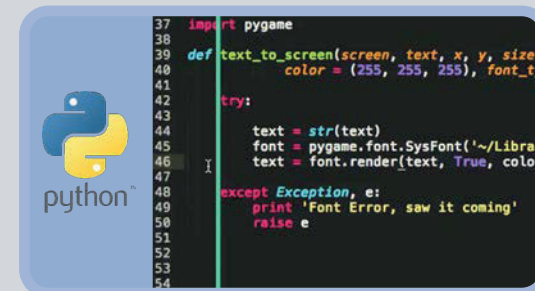 python™
37 import pygame
38
39 def text_to_screen(screen, text, x, y, size
40 color = (255, 255, 255), font_t
41
42 try:
43
44 text = str(text)
45 font = pygame.font.SysFont('~/Libra
46 text = font.render(text, True, colo
47
48 except Exception, e:
49 print 'Font Error, saw it coming'
50 raise e
51
52
53
54